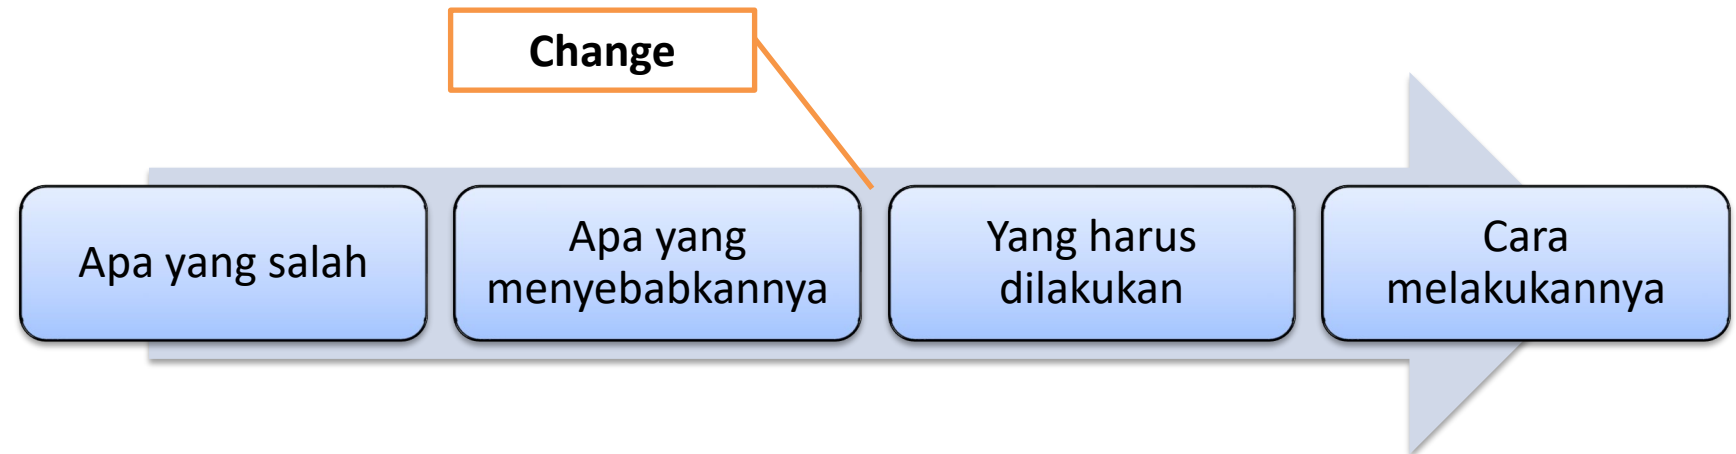 Change
Apa yang salah
Apa yang
menyebabkannya
Yang harus
dilakukan
Cara
melakukannya